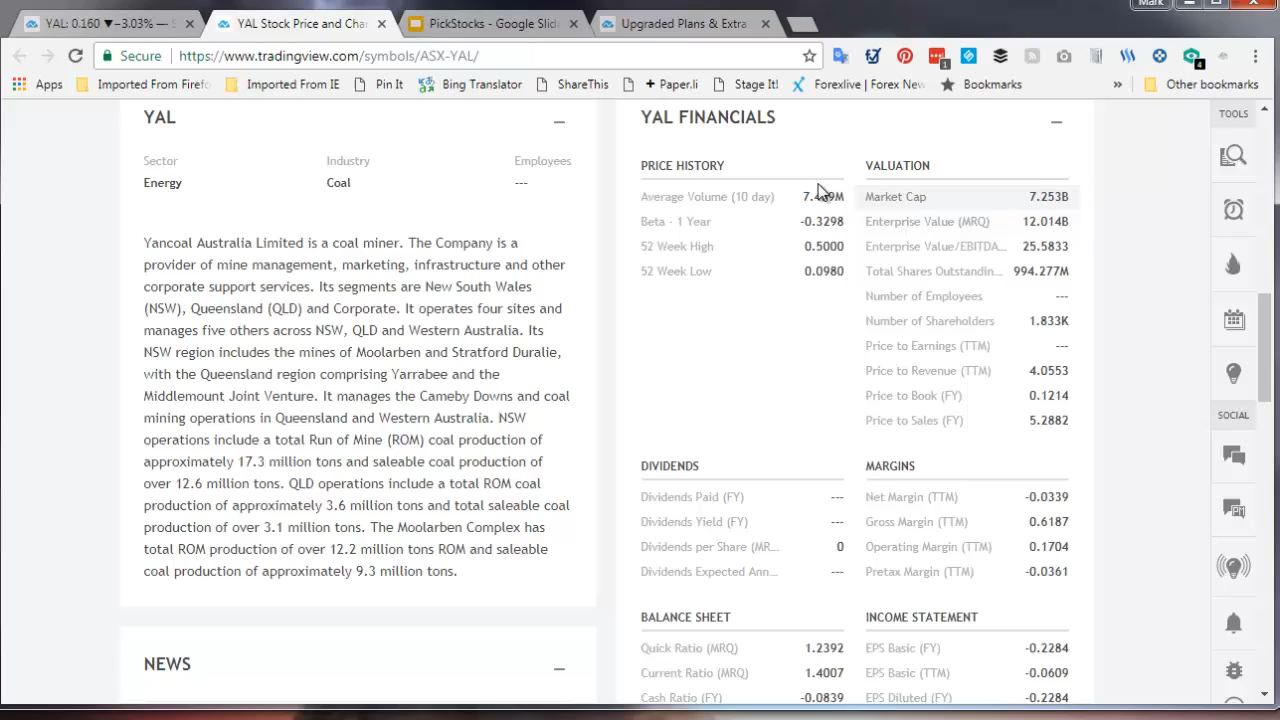 Mark
YAL: 0.160 ▼−3.03% — S
YAL Stock Price and Cha
PickStocks - Google Slid
Upgraded Plans & Extra
Secure
https://www.tradingview.com/symbols/ASX-YAL/
1
4
Apps
Imported From Firefo
Imported From IE
Pin It
Bing Translator
ShareThis
+ Paper.li
Stage It!
Forexlive | Forex New
Bookmarks
»
Other bookmarks
YAL
Sector
Industry
Employees
Energy
Coal
---
Yancoal Australia Limited is a coal miner. The Company is a
provider of mine management, marketing, infrastructure and other
corporate support services. Its segments are New South Wales
(NSW), Queensland (QLD) and Corporate. It operates four sites and
manages five others across NSW, QLD and Western Australia. Its
NSW region includes the mines of Moolarben and Stratford Duralie,
with the Queensland region comprising Yarrabee and the
Middlemount Joint Venture. It manages the Cameby Downs and coal
mining operations in Queensland and Western Australia. NSW
operations include a total Run of Mine (ROM) coal production of
approximately 17.3 million tons and saleable coal production of
over 12.6 million tons. QLD operations include a total ROM coal
production of approximately 3.6 million tons and total saleable coal
production of over 3.1 million tons. The Moolarben Complex has
total ROM production of over 12.2 million tons ROM and saleable
coal production of approximately 9.3 million tons.
NEWS
YAL FINANCIALS
PRICE HISTORY
Average Volume (10 day)
Beta - 1 Year -0.3298
52 Week High 0.5000
52 Week Low 0.0980
VALUATION
Market Cap 7.253B
Enterprise Value (MRQ) 12.014B
Enterprise Value/EBITDA... 25.5833
Total Shares Outstandin... 994.277M
Number of Employees ---
Number of Shareholders 1.833K
Price to Earnings (TTM) ---
Price to Revenue (TTM) 4.0553
Price to Book (FY) 0.1214
Price to Sales (FY) 5.2882
DIVIDENDS
Dividends Paid (FY) ---
Dividends Yield (FY) ---
Dividends per Share (MR... 0
Dividends Expected Ann... ---
MARGINS
Net Margin (TTM) -0.0339
Gross Margin (TTM) 0.6187
Operating Margin (TTM) 0.1704
Pretax Margin (TTM) -0.0361
BALANCE SHEET
Quick Ratio (MRQ) 1.2392
Current Ratio (MRQ) 1.4007
Cash Ratio (FY) -0.0839
INCOME STATEMENT
EPS Basic (FY) -0.2284
EPS Basic (TTM) -0.0609
EPS Diluted (FY) -0.2284
TOOLS
SOCIAL